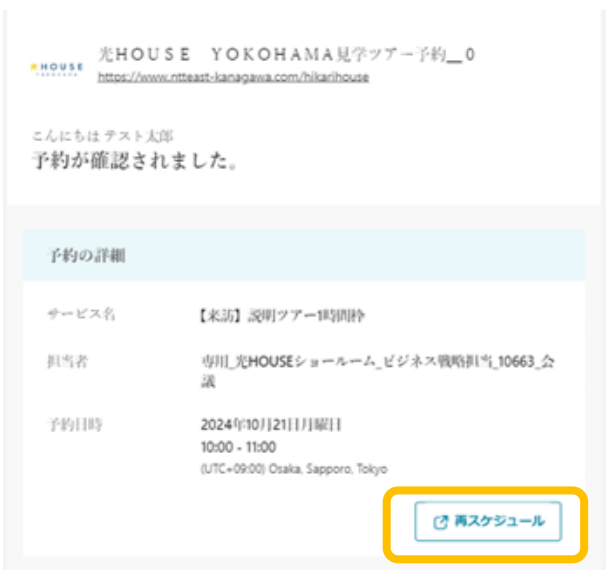 光HOUSE YOKOHAMA見学ツアー予約__0
HOUSE
https://www.ntteast-kanagawa.com/hikarihouse
こんにちは テスト太郎
予約が確認されました。
予約の詳細
サービス名
【来訪】説明ツアー1時間枠
担当者
専用_光HOUSEショールーム_ビジネス戦略担当_10663_会
議
予約日時
2024年10月21日月曜日
10:00 - 11:00
(UTC+09:00) Osaka, Sapporo, Tokyo
再スケジュール